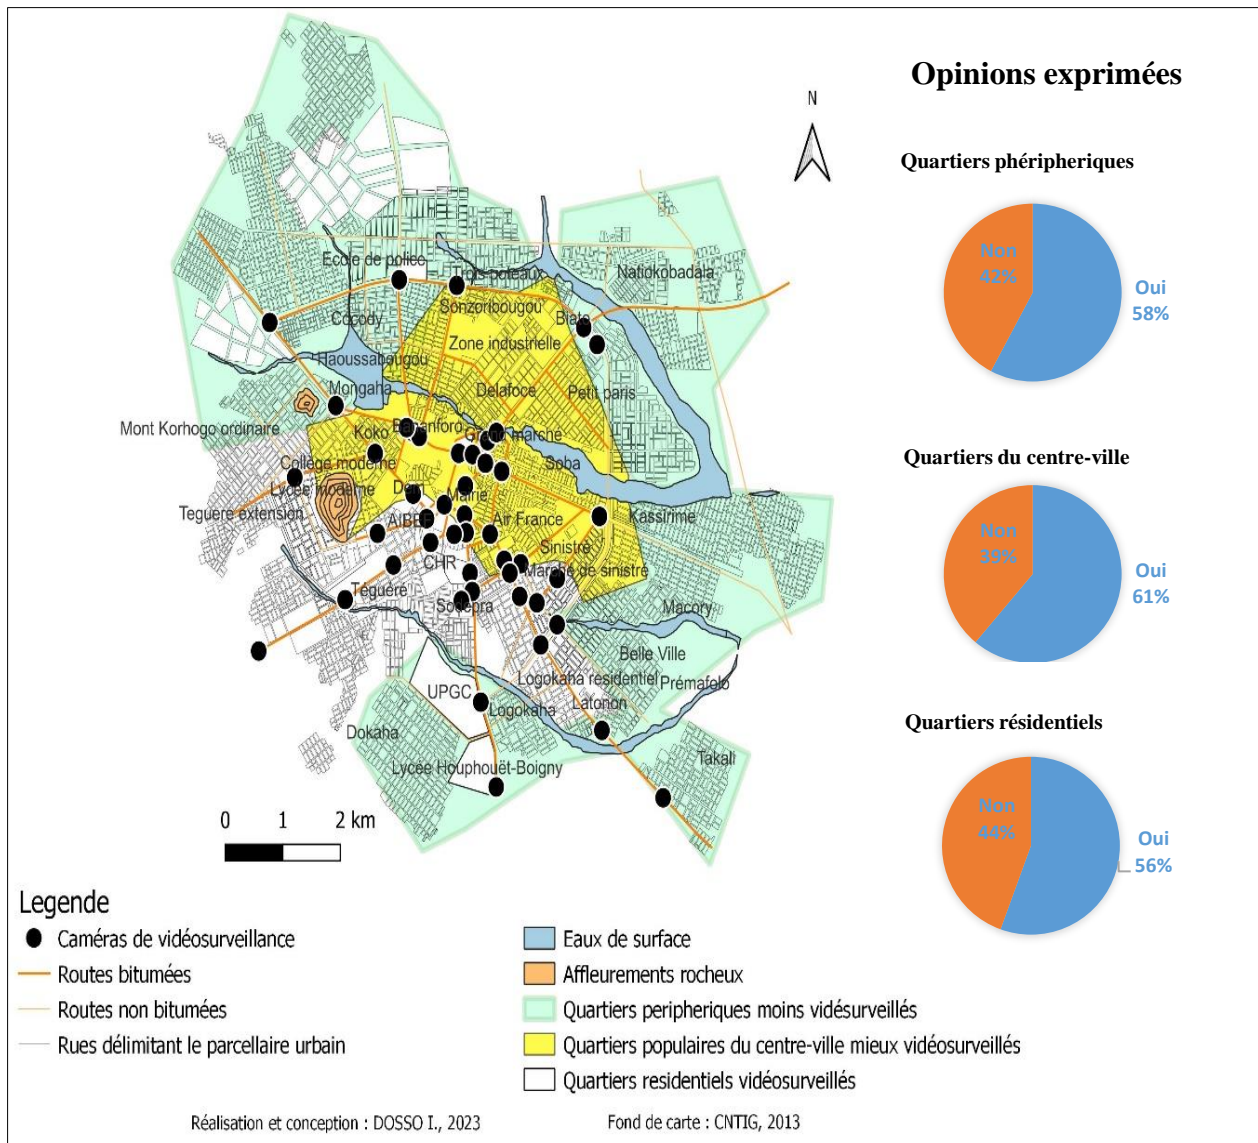 Opinions exprimées
N
Quartiers phéripheriques
Non
42%
Oui
58%
Quartiers du centre-ville
Non
39%
Oui
61%
Quartiers résidentiels
Non
44%
Oui
56%
Ecole de police
Trois poteaux
Natiokobadala
Sonzoribougou
Cocody
Biato
Zone industrielle
Haoussabougou
Mongaha
Delafoce
Petit paris
Mont Korhogo ordinaire
Koko
Bananforo
Grand marché
Collège moderne
Soba
Lycée moderne
Dem
Mairie
Teguere extension
Kassirime
AIBEF
Air France
Sinistré
CHR
Marché de sinistré
Téguéré
Sodepra
Macory
Belle Ville
Logokaha residentiel
Prémafolo
UPGC
Logokaha
Latonon
Dokaha
Takali
Lycée Houphouët-Boigny
0 1 2 km
Legende
Caméras de vidéosurveillance
Routes bitumées
Routes non bitumées
Rues délimitant le parcellaire urbain
Eaux de surface
Affleurements rocheux
Quartiers peripheriques moins vidésurveillés
Quartiers populaires du centre-ville mieux vidéosurveillés
Quartiers residentiels vidéosurveillés
Réalisation et conception : DOSSO I., 2023
Fond de carte : CNTIG, 2013